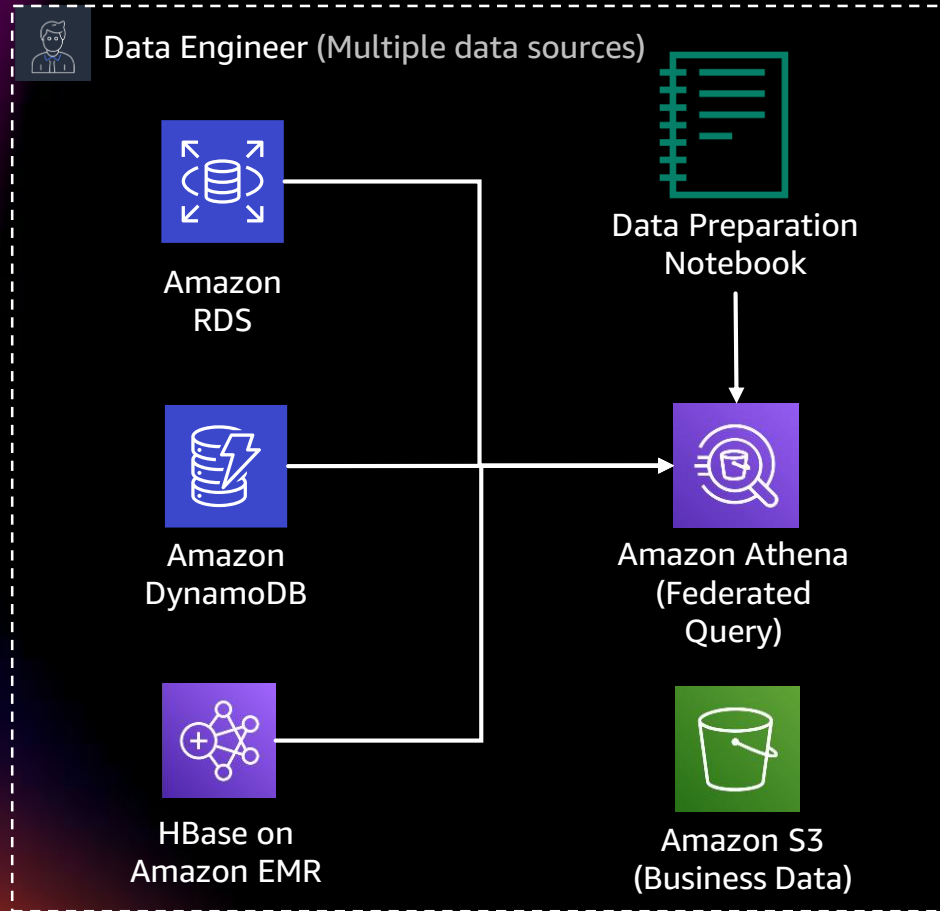 Data Engineer (Multiple data sources)
Data Preparation
Notebook
Amazon
RDS
Amazon
DynamoDB
Amazon Athena
(Federated
Query)
HBase on
Amazon EMR
Amazon S3
(Business Data)